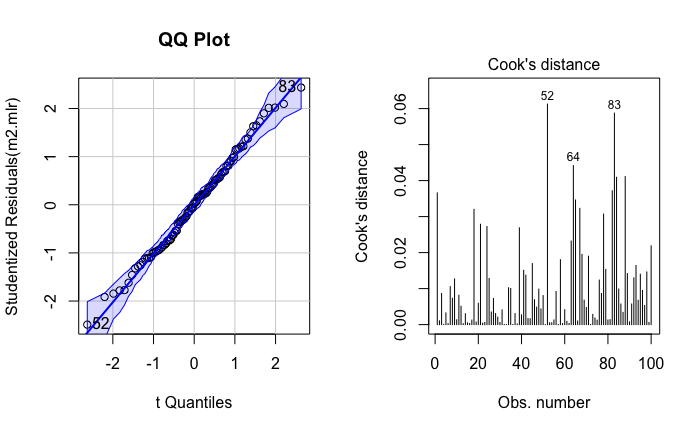 QQ Plot
Studentized Residuals(m2.mlr)
2
1
0
-1
-2
83
52
-2 -1 0 1 2
t Quantiles
Cook's distance
Cook's distance
0.06
0.04
0.02
0.00
52
83
64
0 20 40 60 80 100
Obs. number